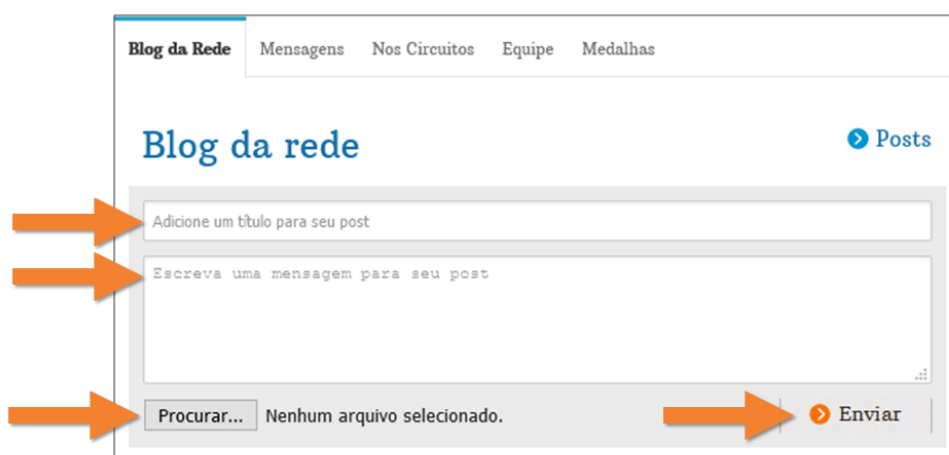 Blog da Rede Mensagens Nos Circuitos Equipe Medalhas
Blog da rede Posts
Adicione um título para seu post
Escreva uma mensagem para seu post
Procurar... Nenhum arquivo selecionado. Enviar